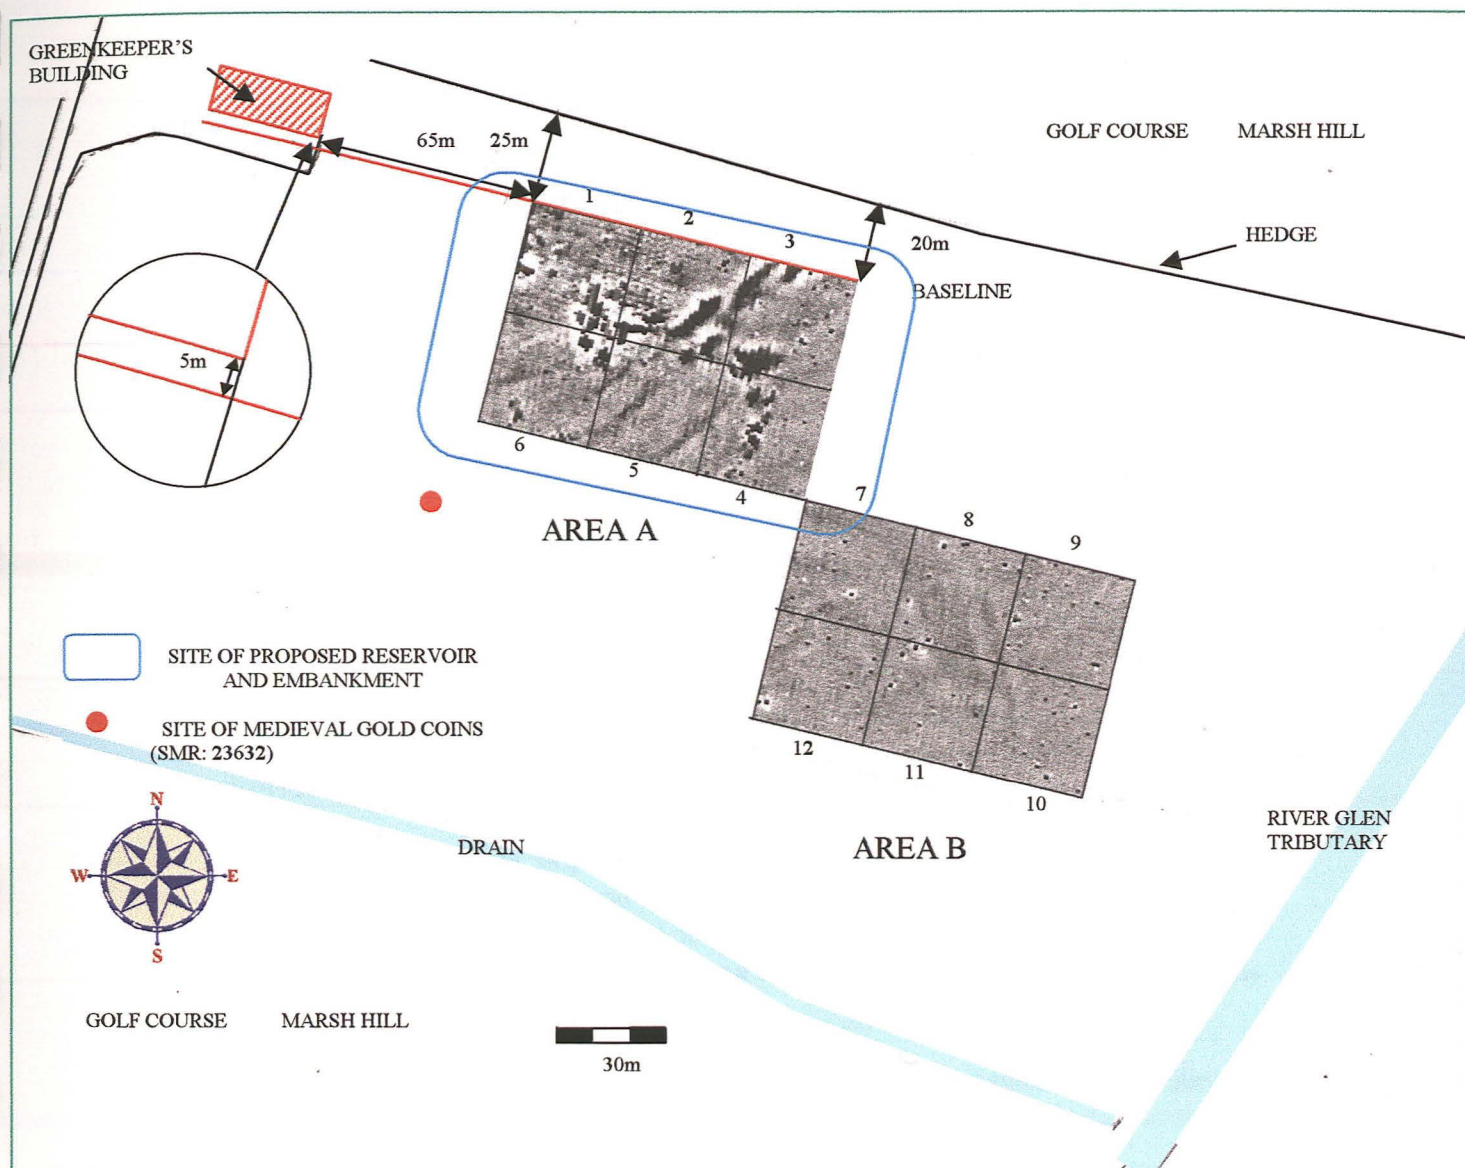 GREENKEEPER'S
BUILDING
65m
25m
GOLF COURSE MARSH HILL
1
2
3
20m
HEDGE
BASELINE
5m
6
5
4
7
8
9
AREA A
SITE OF PROPOSED RESERVOIR
AND EMBANKMENT
SITE OF MEDIEVAL GOLD COINS
(SMR: 23632)
12
11
10
N
W
E
S
DRAIN
AREA B
RIVER GLEN
TRIBUTARY
GOLF COURSE MARSH HILL
30m